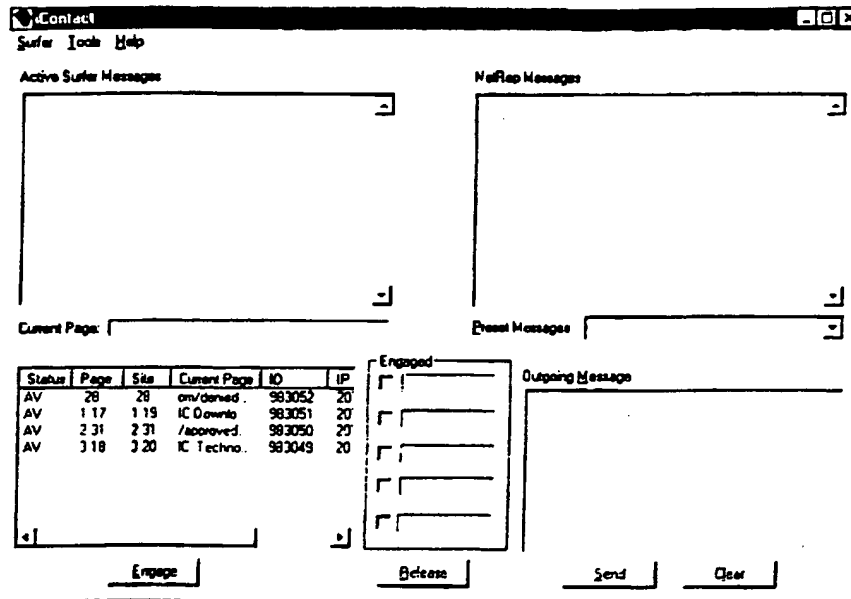 iContact
Surfer Tools Help
Active Surfer Messages
NetRep Messages
Current Page:
Preset Messages
Status Page Site Current Page ID IP
AV 28 28 om/denied.. 983052 20
AV 1:17 1:19 IC Downlo 983051 20
AV 2:31 2:31 /approved.. 983050 20
AV 3:18 3:20 IC Techno.. 983049 20
Engaged
Outgoing Message
Engage
Release
Send
Clear